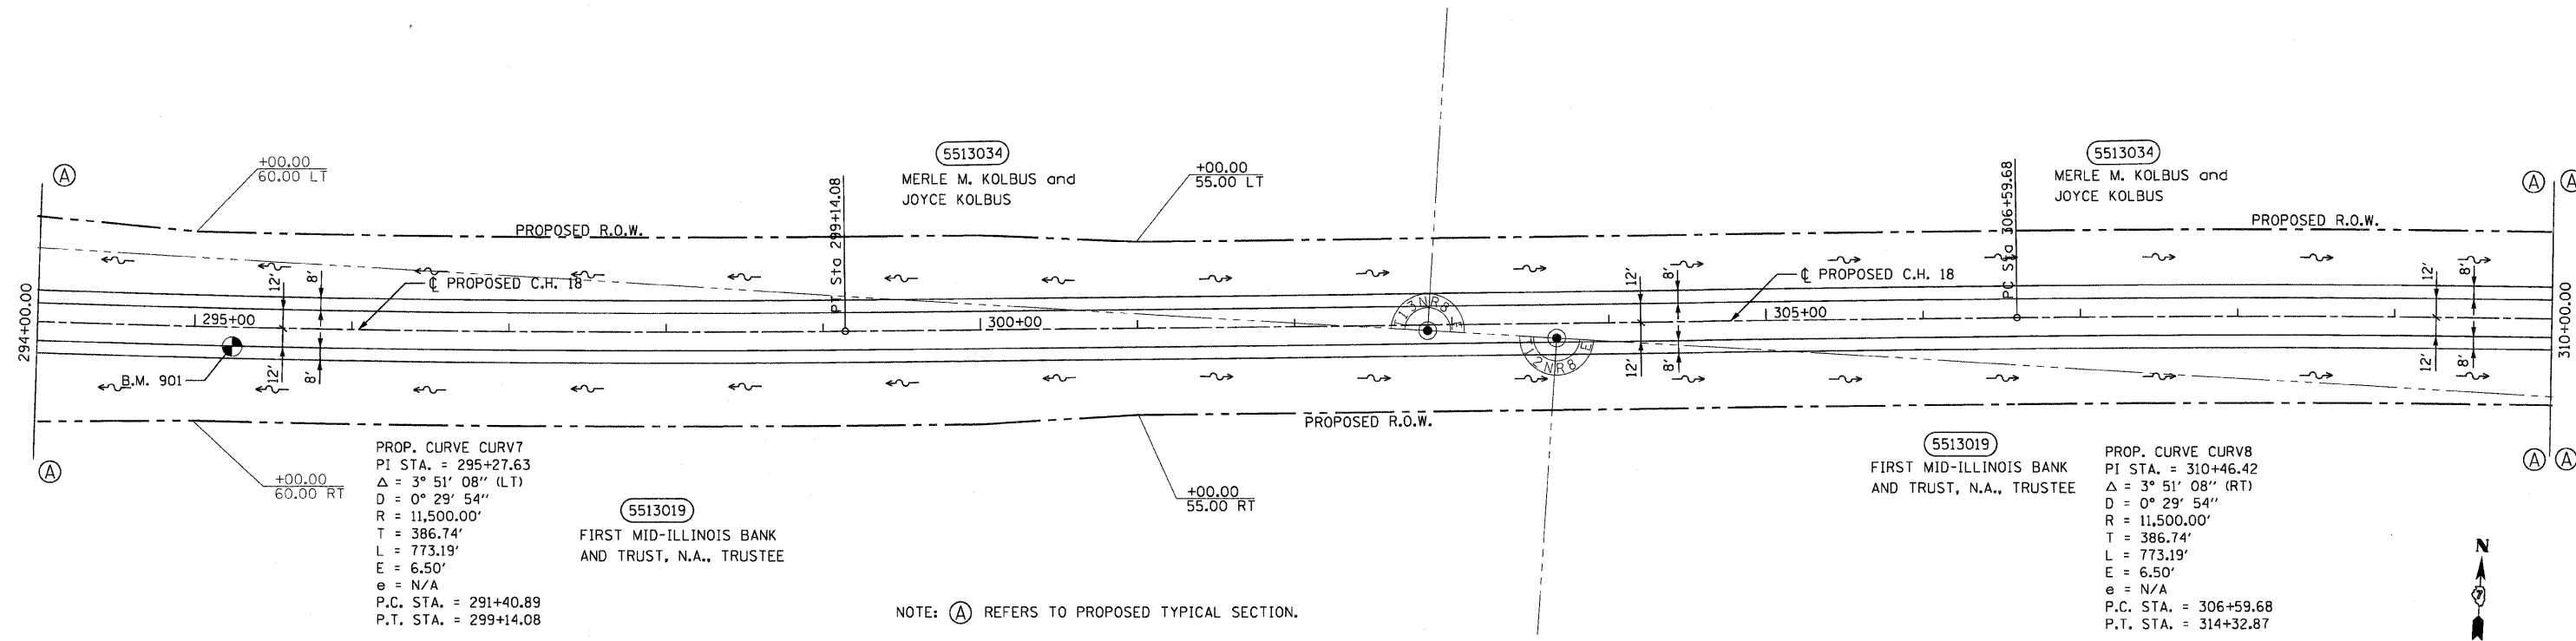 Ⓐ
+00.00
60.00 LT
PT Sta 299+14.08
5513034
MERLE M. KOLBUS and
JOYCE KOLBUS
+00.00
55.00 LT
PC Sta 306+59.68
5513034
MERLE M. KOLBUS and
JOYCE KOLBUS
Ⓐ Ⓐ
PROPOSED R.O.W.
PROPOSED R.O.W.
294+00.00
12'
8'
℄ PROPOSED C.H. 18
12'
8'
℄ PROPOSED C.H. 18
12'
8'
310+00.00
295+00
300+00
T13NR8E
305+00
T12NR8E
B.M. 901
12'
8'
12'
8'
12'
8'
PROPOSED R.O.W.
Ⓐ
Ⓐ Ⓐ
+00.00
60.00 RT
+00.00
55.00 RT
PROP. CURVE CURV7
PI STA. = 295+27.63
Δ = 3° 51' 08" (LT)
D = 0° 29' 54"
R = 11,500.00'
T = 386.74'
L = 773.19'
E = 6.50'
e = N/A
P.C. STA. = 291+40.89
P.T. STA. = 299+14.08
5513019
FIRST MID-ILLINOIS BANK
AND TRUST, N.A., TRUSTEE
5513019
FIRST MID-ILLINOIS BANK
AND TRUST, N.A., TRUSTEE
PROP. CURVE CURV8
PI STA. = 310+46.42
Δ = 3° 51' 08" (RT)
D = 0° 29' 54"
R = 11,500.00'
T = 386.74'
L = 773.19'
E = 6.50'
e = N/A
P.C. STA. = 306+59.68
P.T. STA. = 314+32.87
NOTE: Ⓐ REFERS TO PROPOSED TYPICAL SECTION.
N